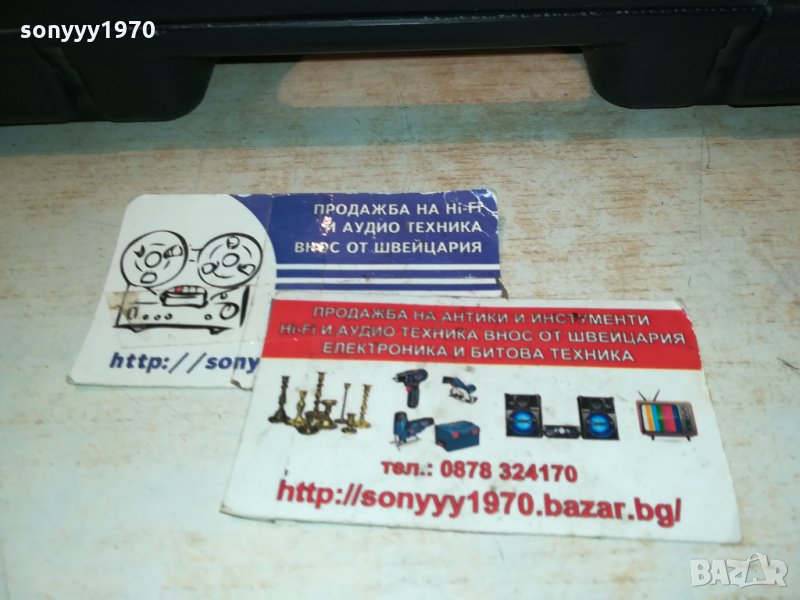 sonyyy1970
ПРОДАЖБА НА Hi-Fi
И АУДИО ТЕХНИКА
ВНОС ОТ ШВЕЙЦАРИЯ
http://sony
ПРОДАЖБА НА АНТИКИ И ИНСТУМЕНТИ
Hi-Fi И АУДИО ТЕХНИКА ВНОС ОТ ШВЕЙЦАРИЯ
ЕЛЕКТРОНИКА И БИТОВА ТЕХНИКА
тел.: 0878 324170
http://sonyyy1970.bazar.bg/
BAZAR